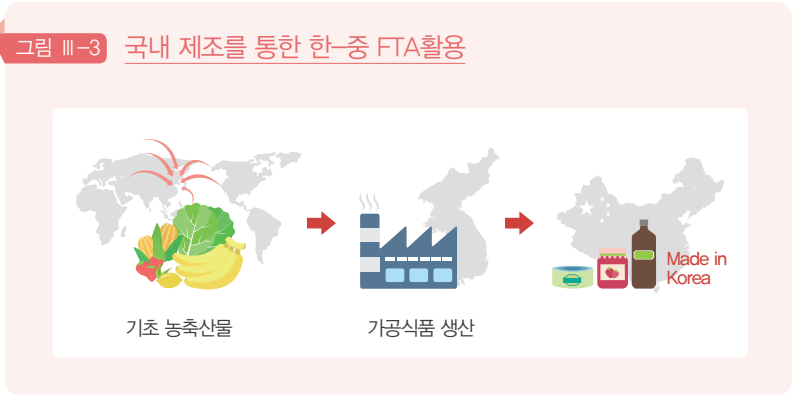 그림 Ⅲ-3
국내 제조를 통한 한-중 FTA활용
Made in
Korea
기초 농축산물
가공식품 생산